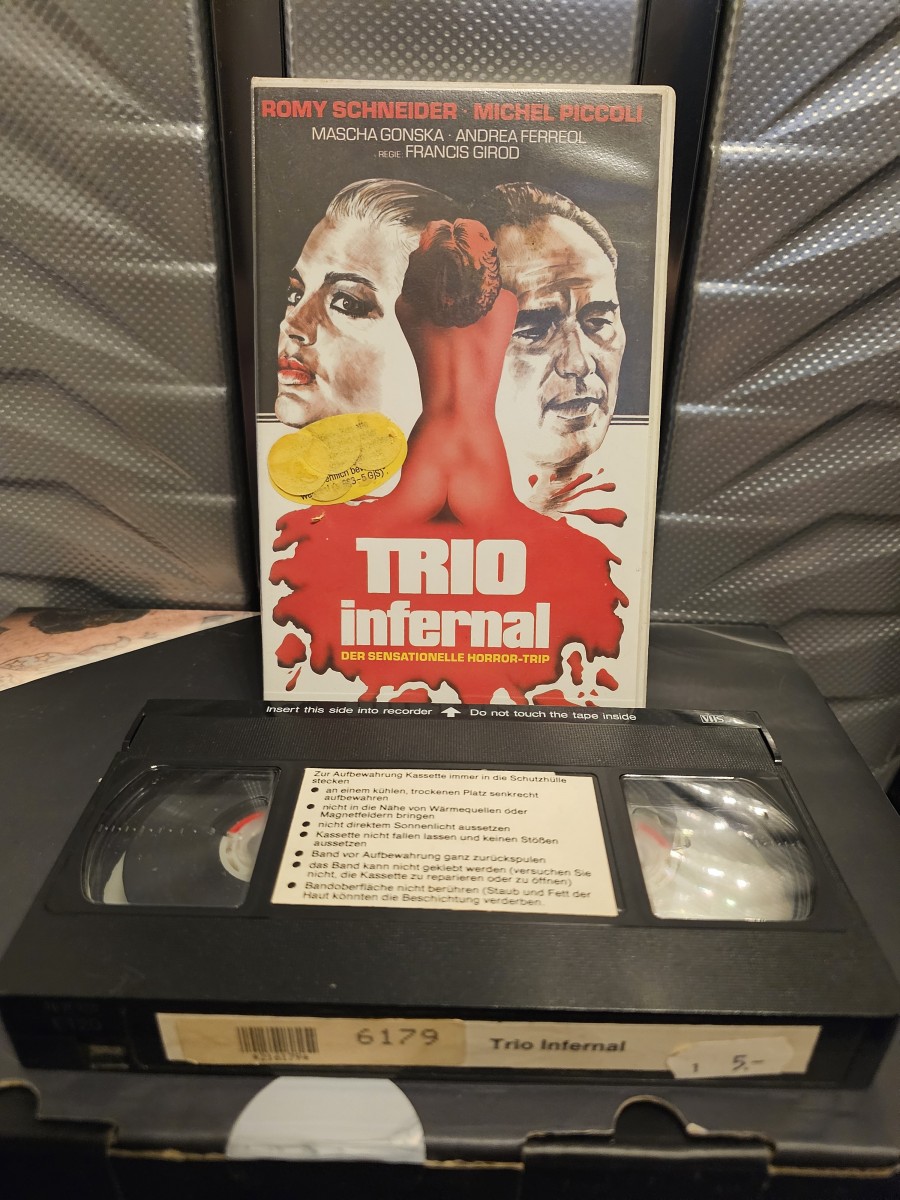 ROMY SCHNEIDER · MICHEL PICCOLI
MASCHA GONSKA · ANDREA FERREOL
REGIE: FRANCIS GIROD
3-5 GjS)
TRIO
infernal
DER SENSATIONELLE HORROR-TRIP
Insert this side into recorder Do not touch the tape inside VHS
Zur Aufbewahrung Kassette immer in die Schutzhülle
stecken
● an einem kühlen, trockenen Platz senkrecht
aufbewahren
● nicht in die Nähe von Wärmequellen oder
Magnetfeldern bringen
● nicht direktem Sonnenlicht aussetzen
● Kassette nicht fallen lassen und keinen Stößen
aussetzen
● Band vor Aufbewahrung ganz zurückspulen
● das Band kann nicht geklebt werden (versuchen Sie
nicht, die Kassette zu reparieren oder zu öffnen)
● Bandoberfläche nicht berühren (Staub und Fett der
Haut könnten die Beschichtung verderben.
6179 Trio Infernal
1 5.-